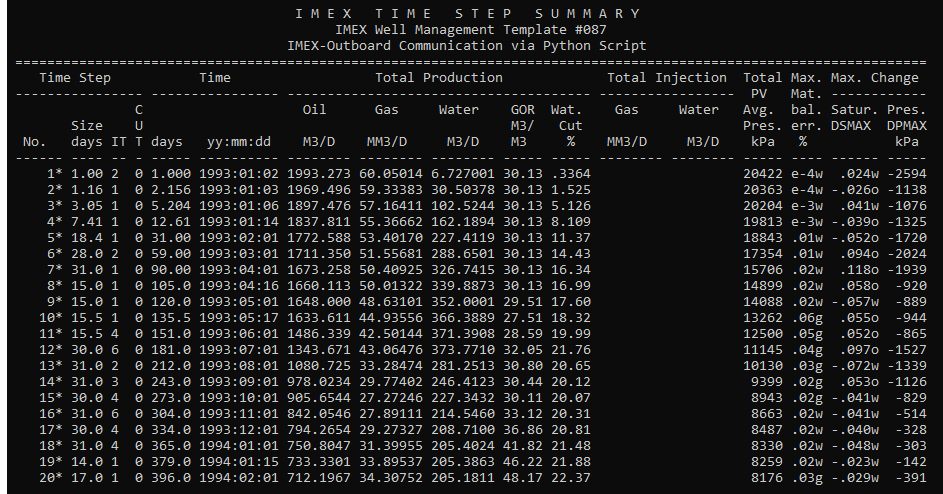 I M E X   T I M E   S T E P   S U M M A R Y
IMEX Well Management Template #087
IMEX-Outboard Communication via Python Script
================================================================================
Time Step Time Total Production Total Injection Total Max. Max. Change
---------------- ---------------- ------------------------------ ---------------- PV Mat. ------------
C Oil Gas Water GOR Wat. Gas Water Avg. bal. Satur. Pres.
Size U M3/ Cut Pres. err. DSMAX DPMAX
No. days IT T days yy:mm:dd M3/D MM3/D M3/D M3 % MM3/D M3/D kPa % kPa
------ ---- -- - ----- ---------- -------- -------- -------- ----- ----- -------- -------- ----- ---- ----- -----
1* 1.00 2 0 1.000 1993:01:02 1993.273 60.05014 6.727001 30.13 .3364 20422 e-4w .024w -2594
2* 1.16 1 0 2.156 1993:01:03 1969.496 59.33383 30.50378 30.13 1.525 20363 e-4w -.026o -1138
3* 3.05 1 0 5.204 1993:01:06 1897.476 57.16411 102.5244 30.13 5.126 20204 e-3w .041w -1076
4* 7.41 1 0 12.61 1993:01:14 1837.811 55.36662 162.1894 30.13 8.109 19813 e-3w -.039o -1325
5* 18.4 1 0 31.00 1993:02:01 1772.588 53.40170 227.4119 30.13 11.37 18843 .01w -.052o -1720
6* 28.0 2 0 59.00 1993:03:01 1711.350 51.55681 288.6501 30.13 14.43 17354 .01w .094o -2024
7* 31.0 1 0 90.00 1993:04:01 1673.258 50.40925 326.7415 30.13 16.34 15706 .02w .118o -1939
8* 15.0 1 0 105.0 1993:04:16 1660.113 50.01322 339.8873 30.13 16.99 14899 .02w .058o -920
9* 15.0 1 0 120.0 1993:05:01 1648.000 48.63101 352.0001 29.51 17.60 14088 .02w -.057w -889
10* 15.5 1 0 135.5 1993:05:17 1633.611 44.93556 366.3889 27.51 18.32 13262 .06g .055o -944
11* 15.5 4 0 151.0 1993:06:01 1486.339 42.50144 371.3908 28.59 19.99 12500 .05g .052o -865
12* 30.0 6 0 181.0 1993:07:01 1343.671 43.06476 373.7710 32.05 21.76 11145 .04g .097o -1527
13* 31.0 2 0 212.0 1993:08:01 1080.725 33.28474 281.2513 30.80 20.65 10130 .03g -.072w -1339
14* 31.0 3 0 243.0 1993:09:01 978.0234 29.77402 246.4123 30.44 20.12 9399 .02g .053o -1126
15* 30.0 4 0 273.0 1993:10:01 905.6544 27.27246 227.3432 30.11 20.07 8943 .02g -.041w -829
16* 31.0 6 0 304.0 1993:11:01 842.0546 27.89111 214.5460 33.12 20.31 8663 .02w -.041w -514
17* 30.0 4 0 334.0 1993:12:01 794.2654 29.27327 208.7100 36.86 20.81 8487 .02w -.040w -328
18* 31.0 4 0 365.0 1994:01:01 750.8047 31.39955 205.4024 41.82 21.48 8330 .02w -.048w -303
19* 14.0 1 0 379.0 1994:01:15 733.3301 33.89537 205.3863 46.22 21.88 8259 .02w -.023w -142
20* 17.0 1 0 396.0 1994:02:01 712.1967 34.30752 205.1811 48.17 22.37 8176 .03g -.029w -391